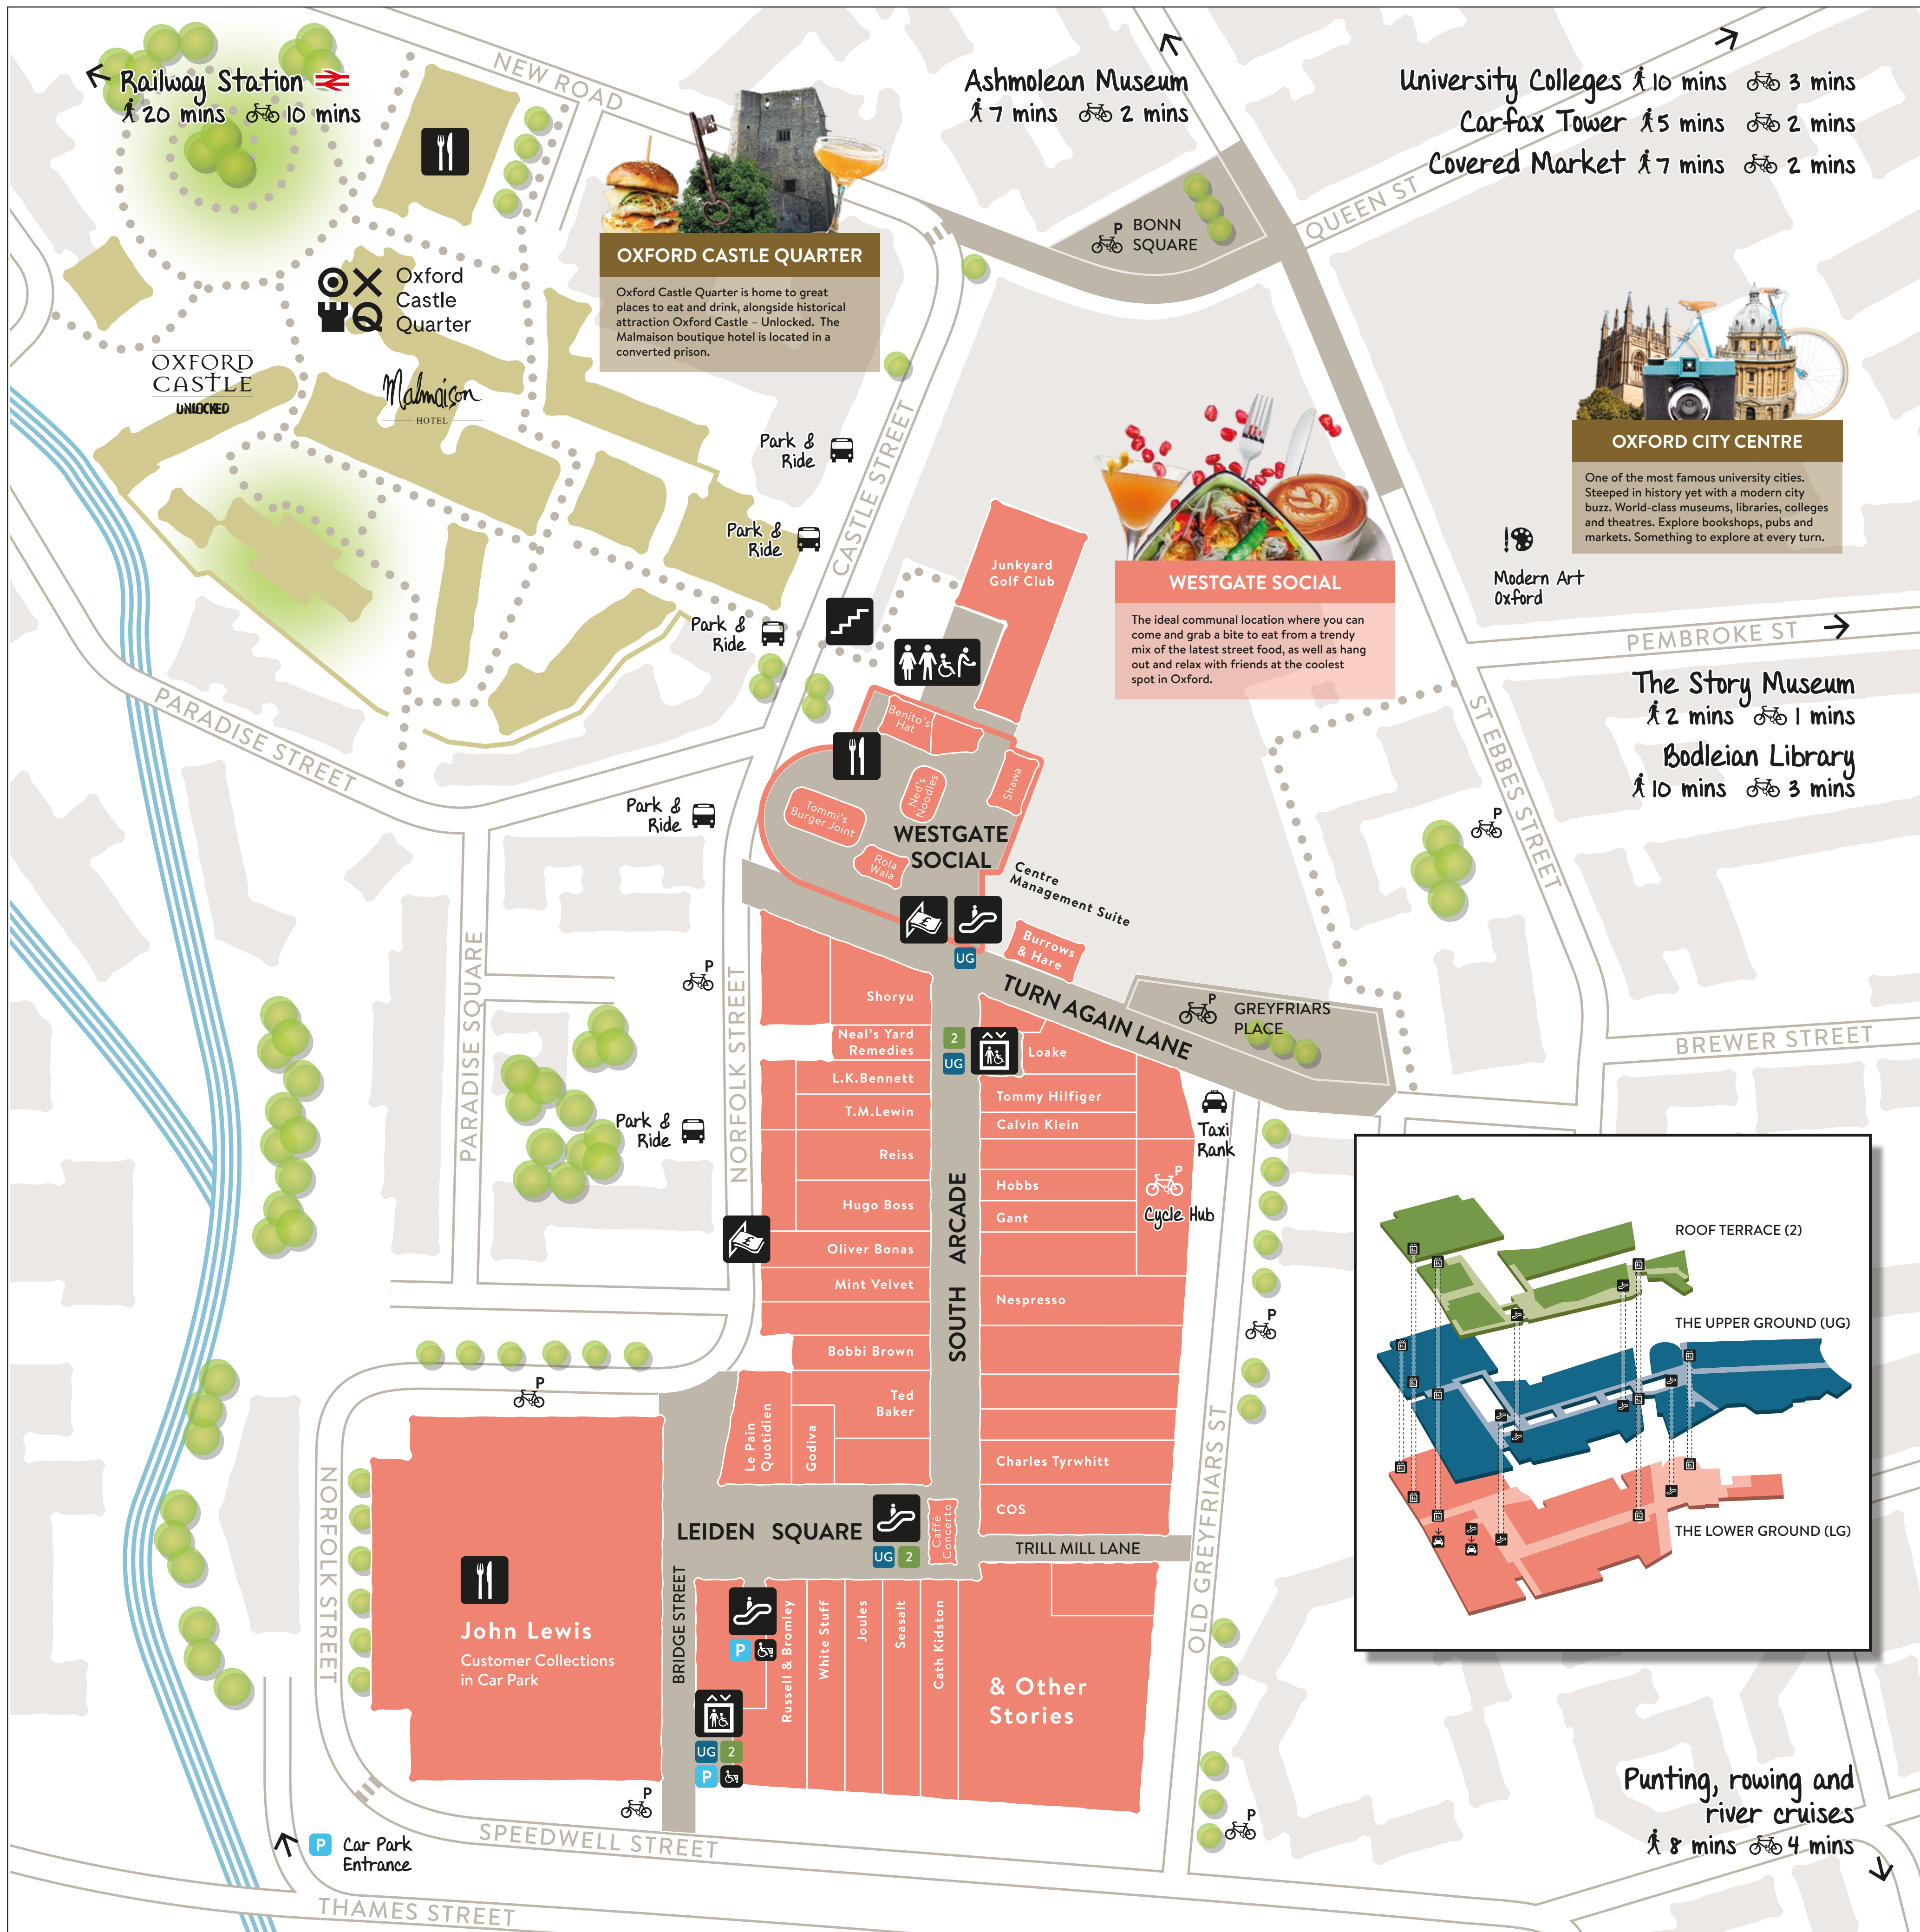 Railway Station
20 mins 10 mins
NEW ROAD
Ashmolean Museum
7 mins 2 mins
University Colleges 10 mins 3 mins
Carfax Tower 5 mins 2 mins
Covered Market 7 mins 2 mins
QUEEN ST
P BONN
SQUARE
OXFORD CASTLE QUARTER
Oxford Castle Quarter is home to great
places to eat and drink, alongside historical
attraction Oxford Castle – Unlocked. The
Malmaison boutique hotel is located in a
converted prison.
OXQ
Oxford
Castle
Quarter
OXFORD
CASTLE
UNLOCKED
Malmaison
HOTEL
OXFORD CITY CENTRE
One of the most famous university cities.
Steeped in history yet with a modern city
buzz. World-class museums, libraries, colleges
and theatres. Explore bookshops, pubs and
markets. Something to explore at every turn.
Modern Art
Oxford
WESTGATE SOCIAL
The ideal communal location where you can
come and grab a bite to eat from a trendy
mix of the latest street food, as well as hang
out and relax with friends at the coolest
spot in Oxford.
Park &
Ride
Park &
Ride
Park &
Ride
Park &
Ride
Park &
Ride
CASTLE STREET
PARADISE STREET
PARADISE SQUARE
NORFOLK STREET
PEMBROKE ST
The Story Museum
2 mins 1 mins
Bodleian Library
10 mins 3 mins
ST EBBES STREET
P
BREWER STREET
Junkyard
Golf Club
Benito's
Hat
Ned's
Noodles
Shawa
Tommi's
Burger Joint
Rola
Wala
WESTGATE
SOCIAL
Centre
Management Suite
£
UG
Burrows
& Hare
TURN AGAIN LANE
P GREYFRIARS
PLACE
P
Shoryu
Neal's Yard
Remedies
L.K.Bennett
T.M.Lewin
Reiss
Hugo Boss
Oliver Bonas
Mint Velvet
Bobbi Brown
Ted
Baker
Le Pain
Quotidien
Godiva
£
2
UG
SOUTH ARCADE
Loake
Tommy Hilfiger
Calvin Klein
Hobbs
Gant
Nespresso
Charles Tyrwhitt
COS
Taxi
Rank
P
Cycle Hub
P
OLD GREYFRIARS ST
LEIDEN SQUARE
UG 2
Caffè
Concerto
TRILL MILL LANE
BRIDGE STREET
P
John Lewis
Customer Collections
in Car Park
P
Russell & Bromley
White Stuff
Joules
Seasalt
Cath Kidston
& Other
Stories
UG 2
P
P
P
NORFOLK STREET
SPEEDWELL STREET
P Car Park
Entrance
THAMES STREET
ROOF TERRACE (2)
THE UPPER GROUND (UG)
THE LOWER GROUND (LG)
Punting, rowing and
river cruises
8 mins 4 mins